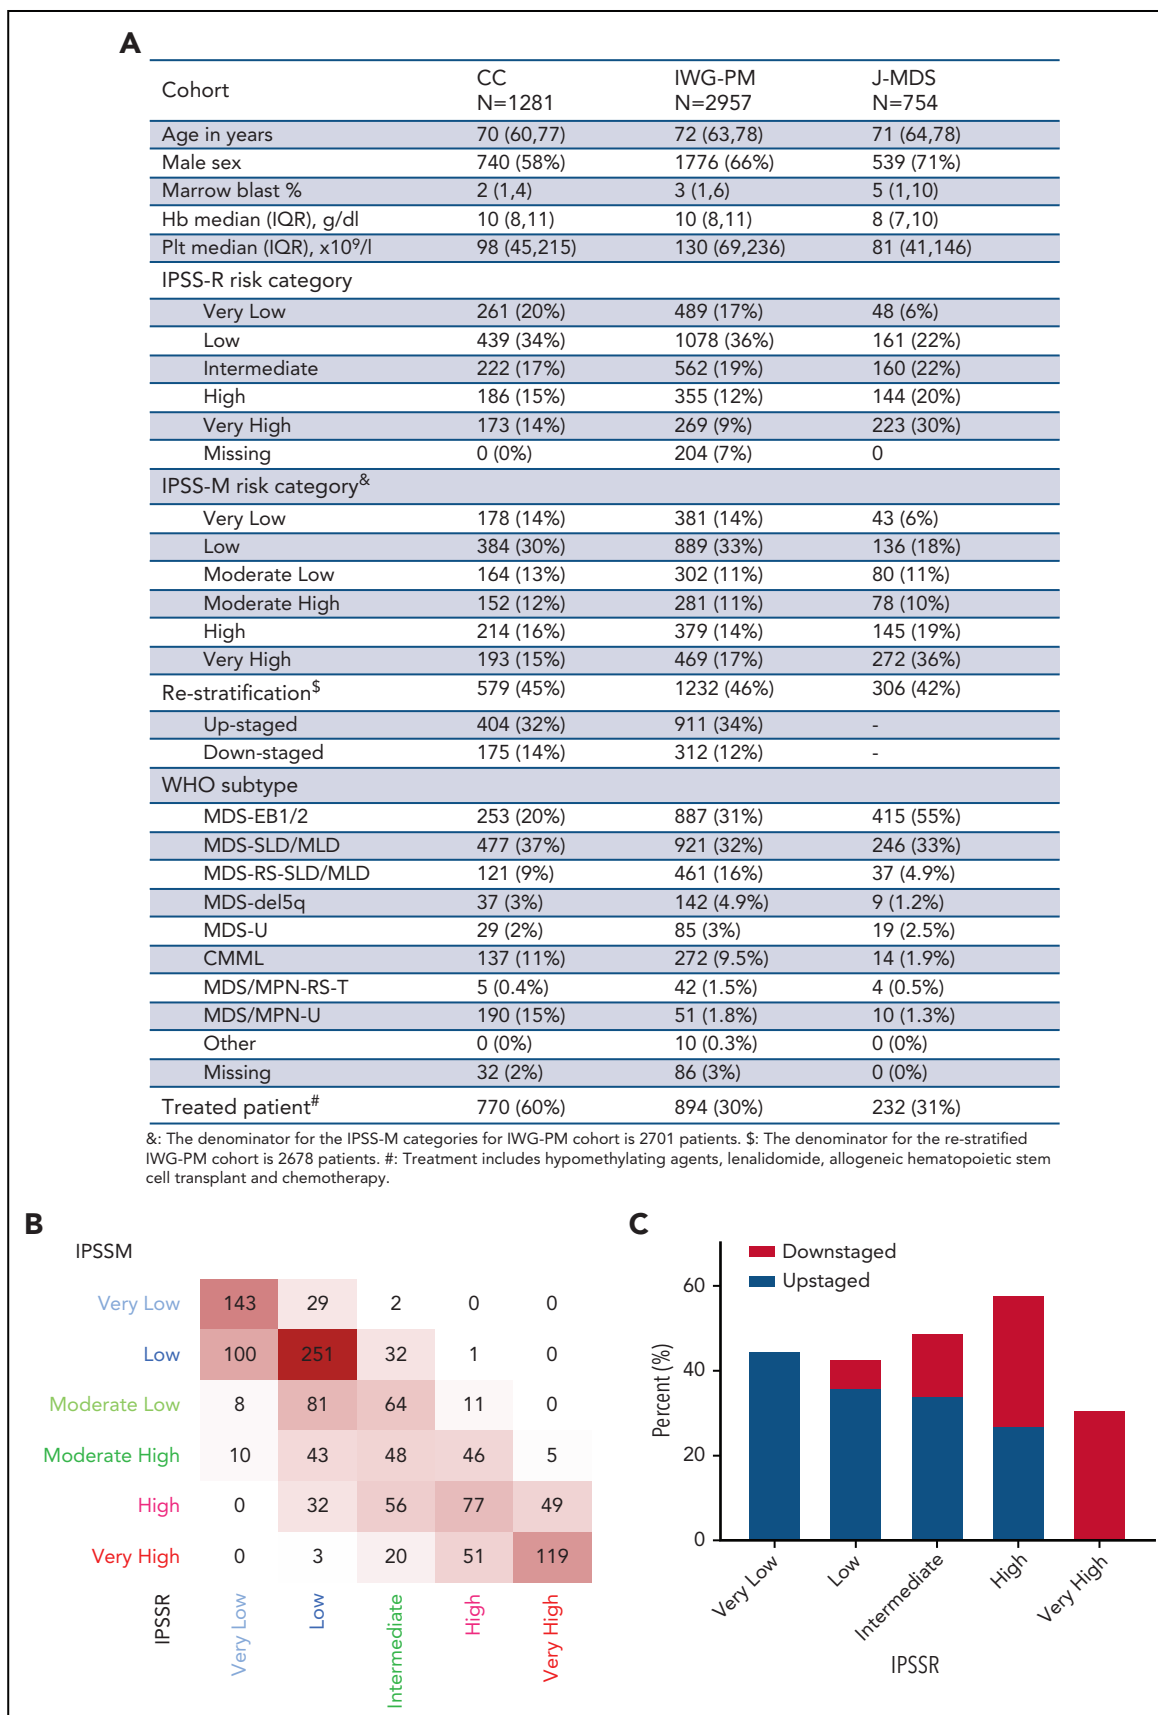 A
Cohort CC N=1281 IWG-PM N=2957 J-MDS N=754
Age in years 70 (60,77) 72 (63,78) 71 (64,78)
Male sex 740 (58%) 1776 (66%) 539 (71%)
Marrow blast % 2 (1,4) 3 (1,6) 5 (1,10)
Hb median (IQR), g/dl 10 (8,11) 10 (8,11) 8 (7,10)
Plt median (IQR), x10⁹/l 98 (45,215) 130 (69,236) 81 (41,146)
IPSS-R risk category
Very Low 261 (20%) 489 (17%) 48 (6%)
Low 439 (34%) 1078 (36%) 161 (22%)
Intermediate 222 (17%) 562 (19%) 160 (22%)
High 186 (15%) 355 (12%) 144 (20%)
Very High 173 (14%) 269 (9%) 223 (30%)
Missing 0 (0%) 204 (7%) 0
IPSS-M risk category&
Very Low 178 (14%) 381 (14%) 43 (6%)
Low 384 (30%) 889 (33%) 136 (18%)
Moderate Low 164 (13%) 302 (11%) 80 (11%)
Moderate High 152 (12%) 281 (11%) 78 (10%)
High 214 (16%) 379 (14%) 145 (19%)
Very High 193 (15%) 469 (17%) 272 (36%)
Re-stratification$ 579 (45%) 1232 (46%) 306 (42%)
Up-staged 404 (32%) 911 (34%) -
Down-staged 175 (14%) 312 (12%) -
WHO subtype
MDS-EB1/2 253 (20%) 887 (31%) 415 (55%)
MDS-SLD/MLD 477 (37%) 921 (32%) 246 (33%)
MDS-RS-SLD/MLD 121 (9%) 461 (16%) 37 (4.9%)
MDS-del5q 37 (3%) 142 (4.9%) 9 (1.2%)
MDS-U 29 (2%) 85 (3%) 19 (2.5%)
CMML 137 (11%) 272 (9.5%) 14 (1.9%)
MDS/MPN-RS-T 5 (0.4%) 42 (1.5%) 4 (0.5%)
MDS/MPN-U 190 (15%) 51 (1.8%) 10 (1.3%)
Other 0 (0%) 10 (0.3%) 0 (0%)
Missing 32 (2%) 86 (3%) 0 (0%)
Treated patient# 770 (60%) 894 (30%) 232 (31%)
&: The denominator for the IPSS-M categories for IWG-PM cohort is 2701 patients. $: The denominator for the re-stratified
IWG-PM cohort is 2678 patients. #: Treatment includes hypomethylating agents, lenalidomide, allogeneic hematopoietic stem
cell transplant and chemotherapy.
B
IPSSM
Very Low 143 29 2 0 0
Low 100 251 32 1 0
Moderate Low 8 81 64 11 0
Moderate High 10 43 48 46 5
High 0 32 56 77 49
Very High 0 3 20 51 119
IPSSR Very Low Low Intermediate High Very High
C
Downstaged
Upstaged
Percent (%)
60
40
20
0
Very Low Low Intermediate High Very High
IPSSR